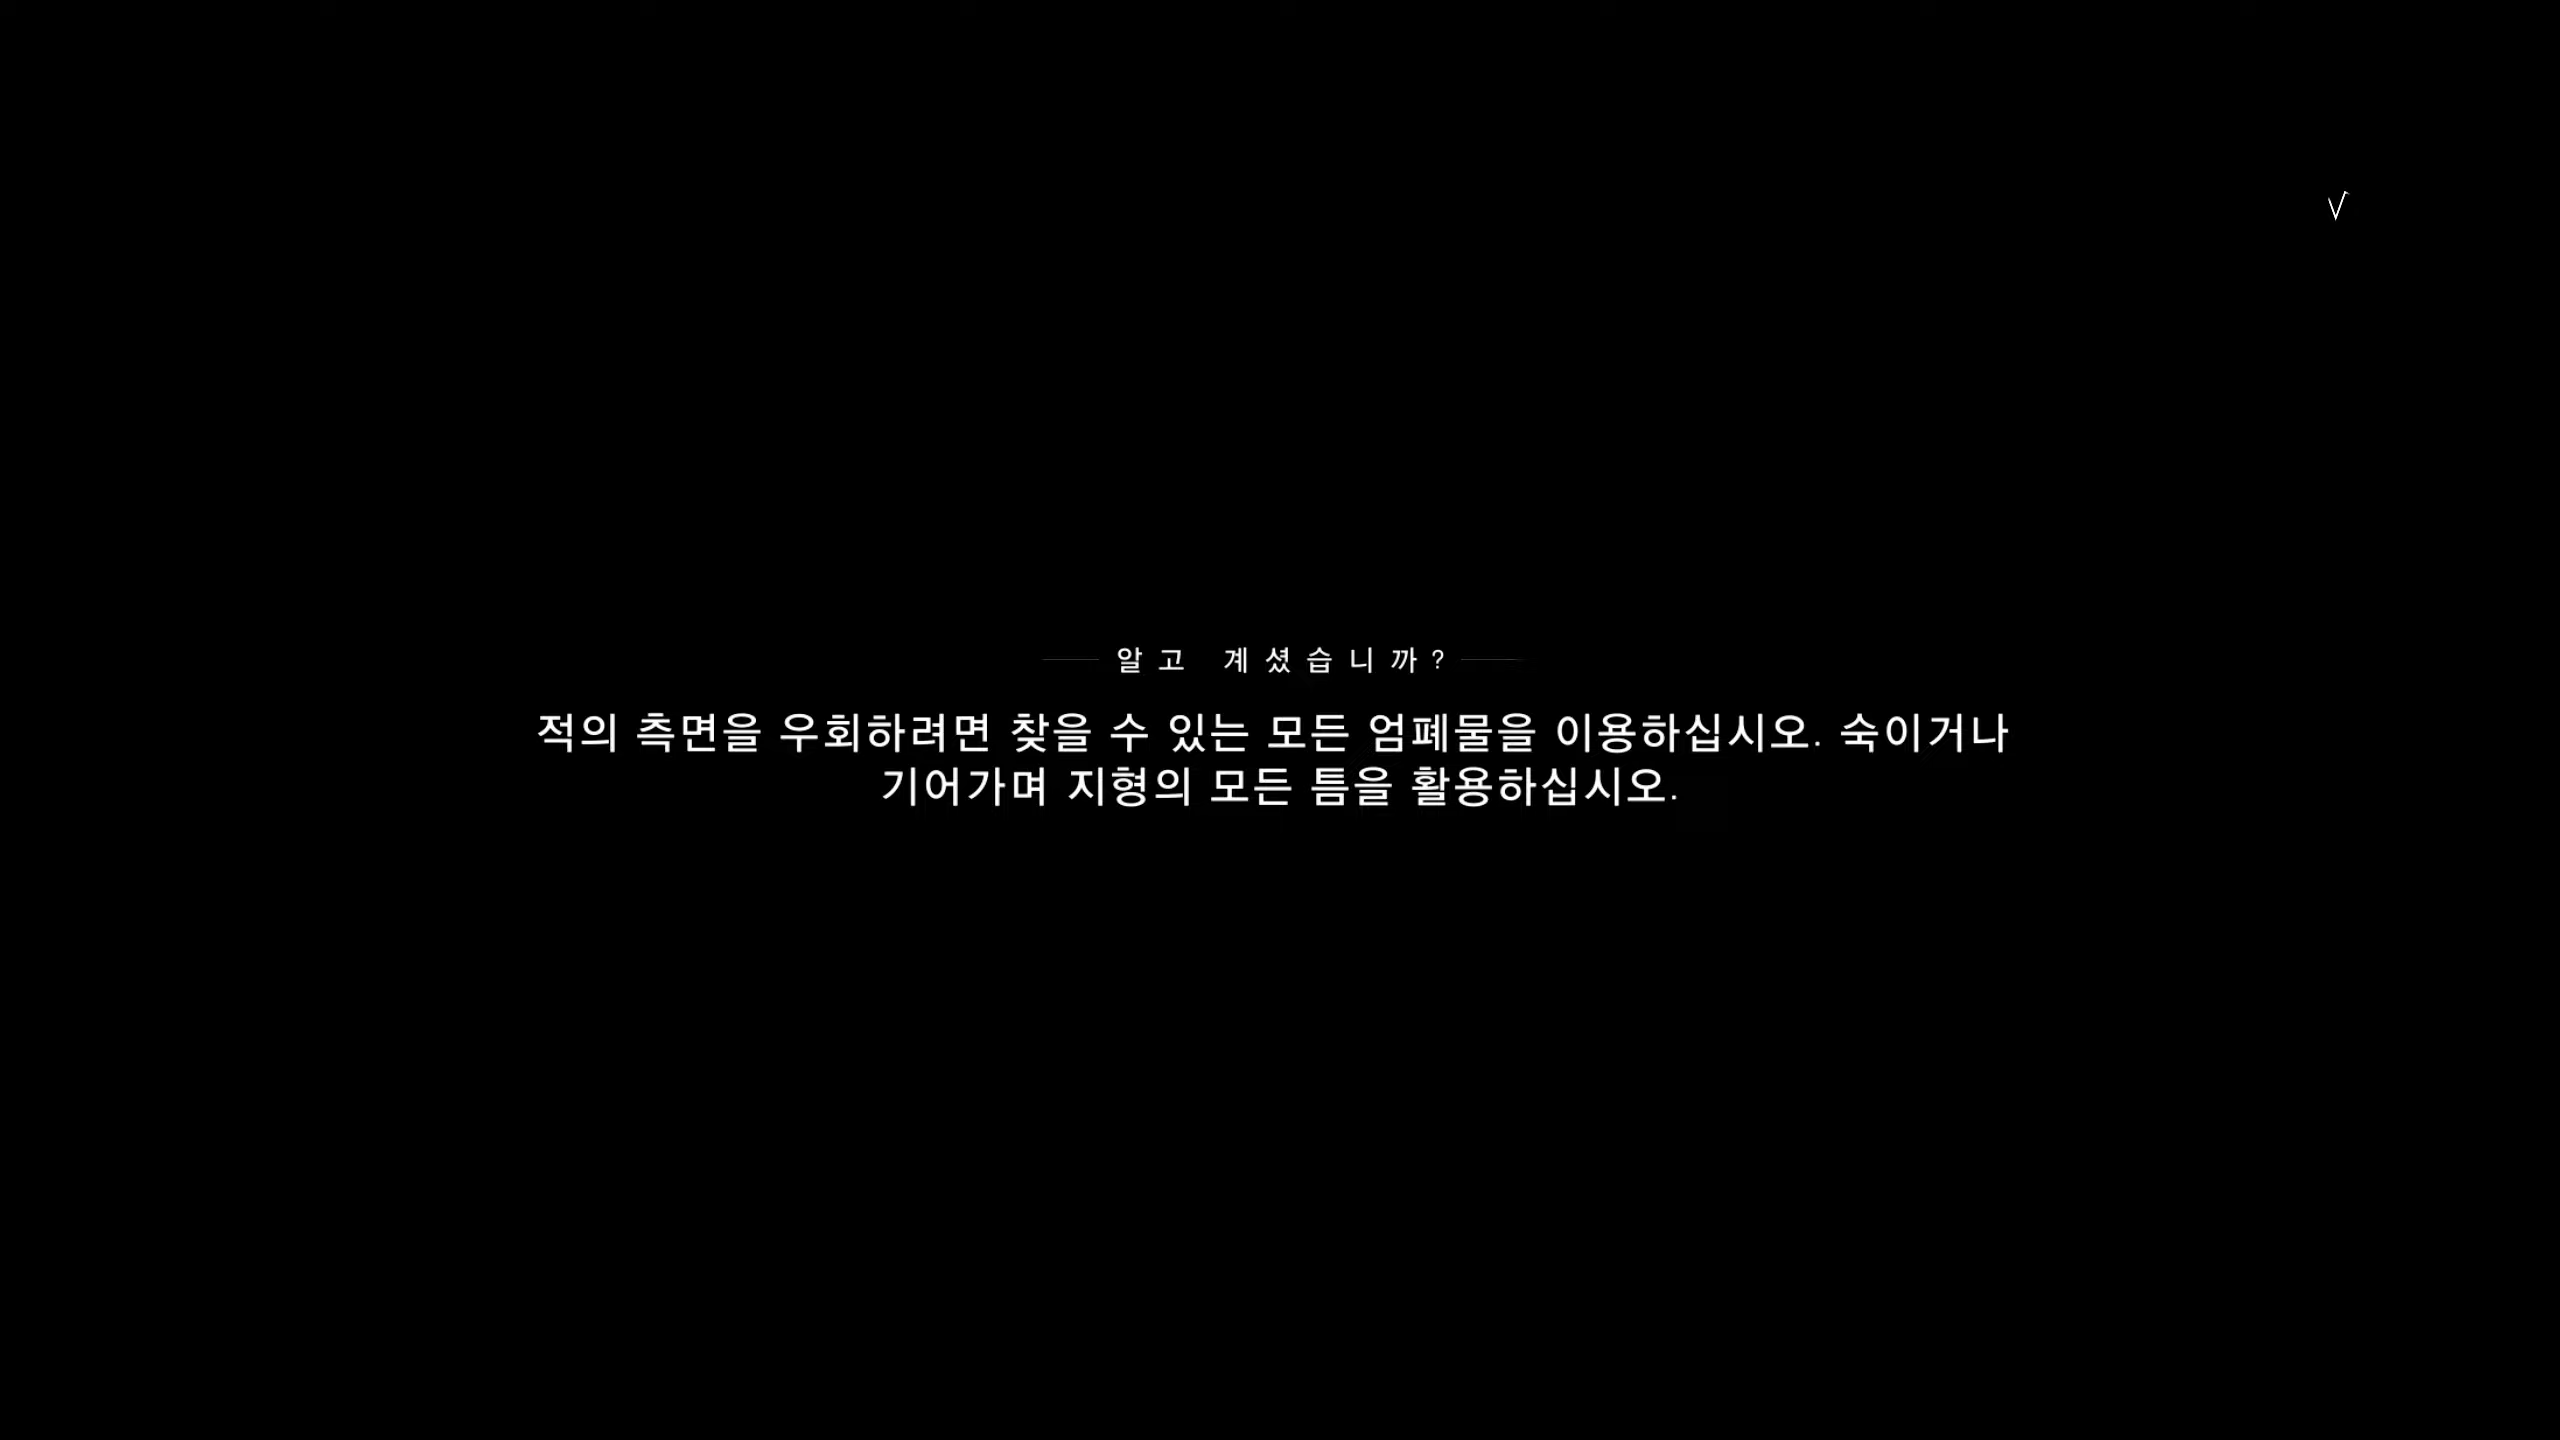 알고 계셨습니까?
적의 측면을 우회하려면 찾을 수 있는 모든 엄폐물을 이용하십시오. 숙이거나
기어가며 지형의 모든 틈을 활용하십시오.